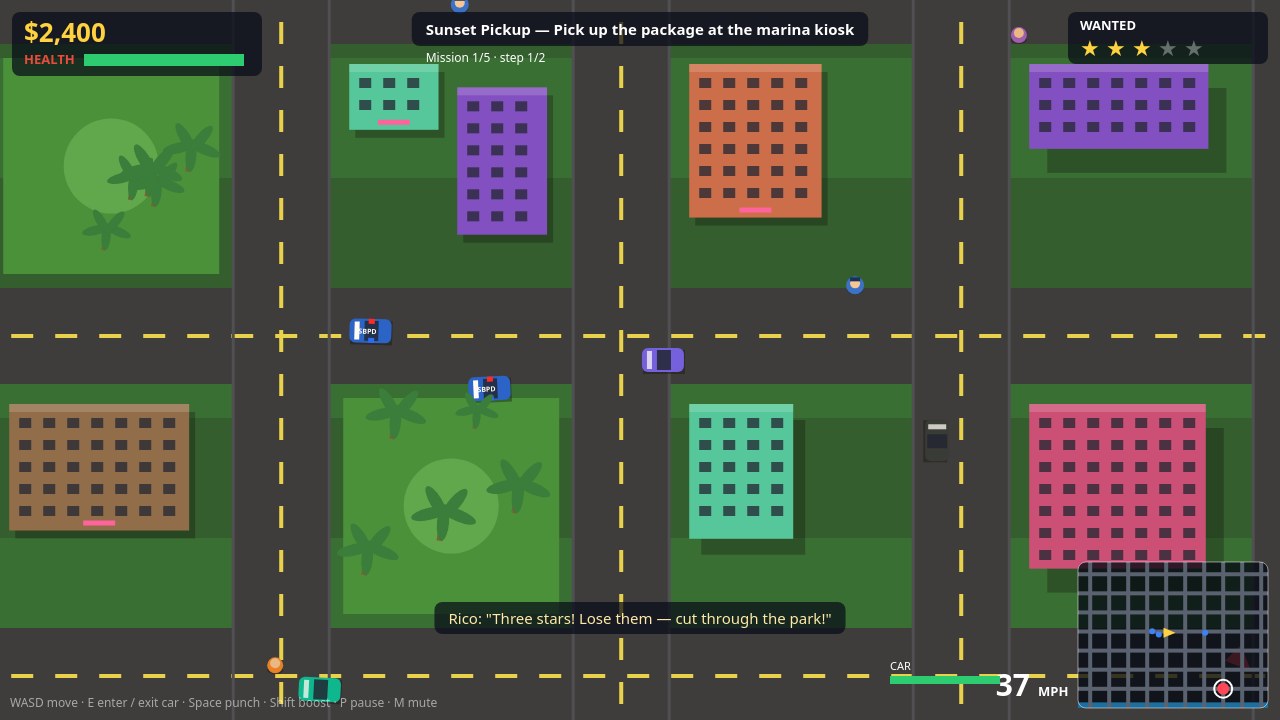 $2,400
HEALTH
Sunset Pickup — Pick up the package at the marina kiosk
Mission 1/5 · step 1/2
WANTED
SBPD
SBPD
Rico: "Three stars! Lose them — cut through the park!"
CAR
37 MPH
WASD move · E enter / exit car · Space punch · Shift boost · P pause · M mute